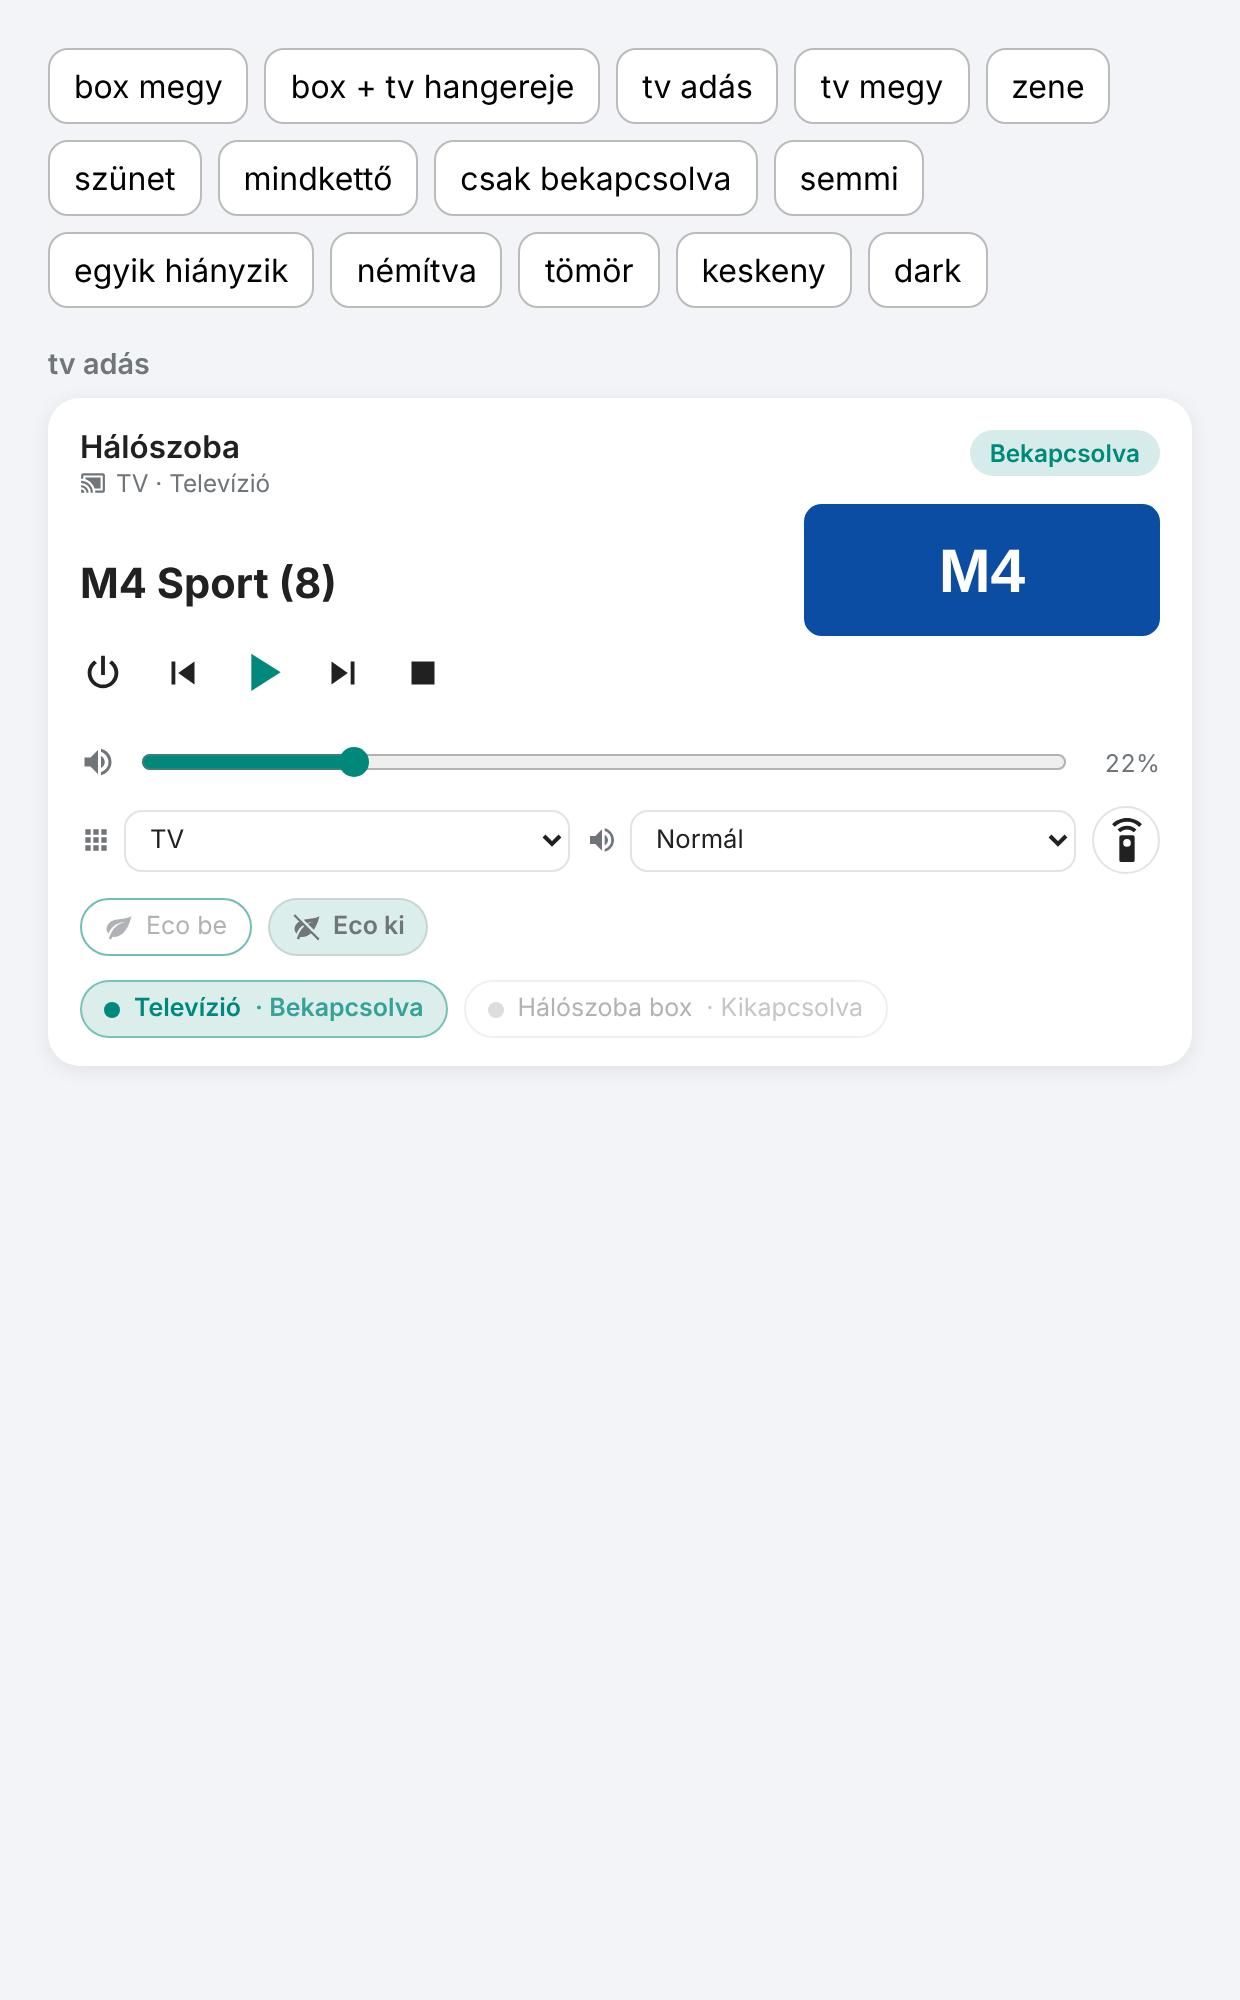 box megy box + tv hangereje tv adás tv megy zene
szünet mindkettő csak bekapcsolva semmi
egyik hiányzik némítva tömör keskeny dark
tv adás
Hálószoba Bekapcsolva
TV · Televízió
M4 Sport (8) M4
22%
TV Normál
Eco be Eco ki
Televízió · Bekapcsolva Hálószoba box · Kikapcsolva